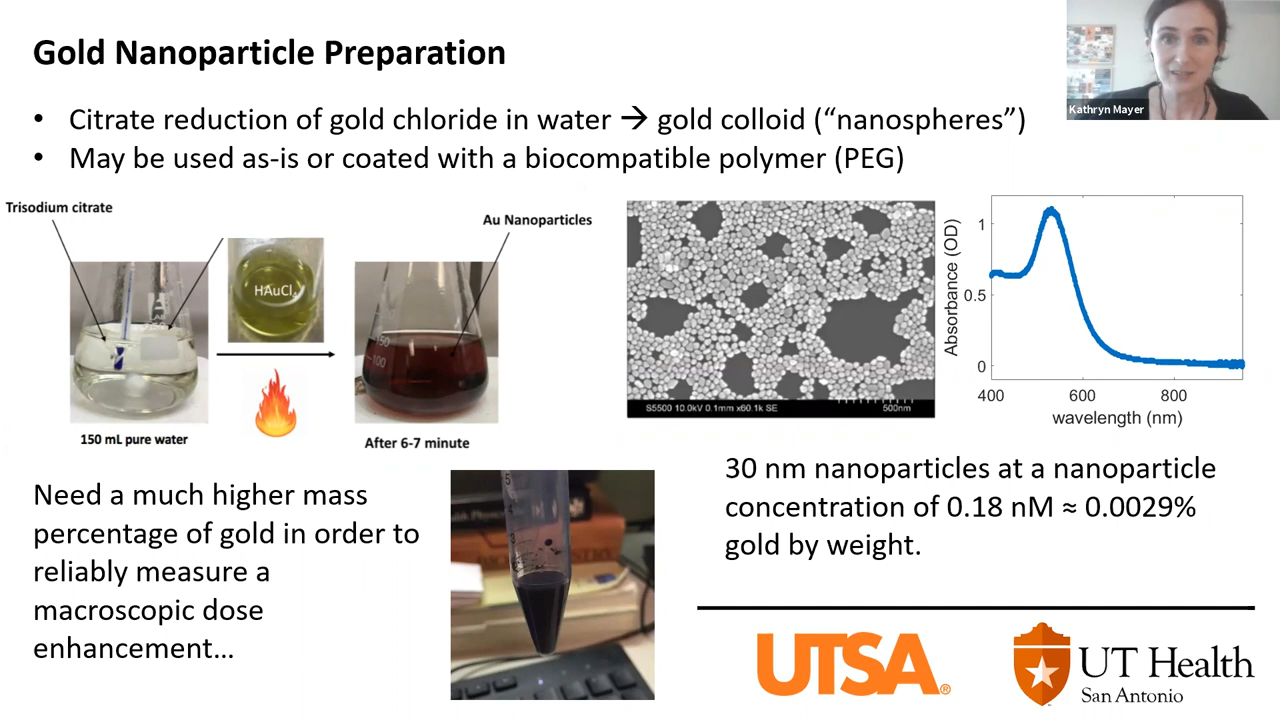 Gold Nanoparticle Preparation
Kathryn Mayer
• Citrate reduction of gold chloride in water → gold colloid (“nanospheres”)
• May be used as-is or coated with a biocompatible polymer (PEG)
Trisodium citrate
HAuCl₄
Au Nanoparticles
150
100
150 mL pure water
After 6-7 minute
S5500 10.0kV 0.1mm x60.1k SE
500nm
Absorbance (OD)
1
0.5
0
400
600
800
wavelength (nm)
Need a much higher mass
percentage of gold in order to
reliably measure a
macroscopic dose
enhancement…
5
30 nm nanoparticles at a nanoparticle
concentration of 0.18 nM ≈ 0.0029%
gold by weight.
UTSA®
UT Health
San Antonio